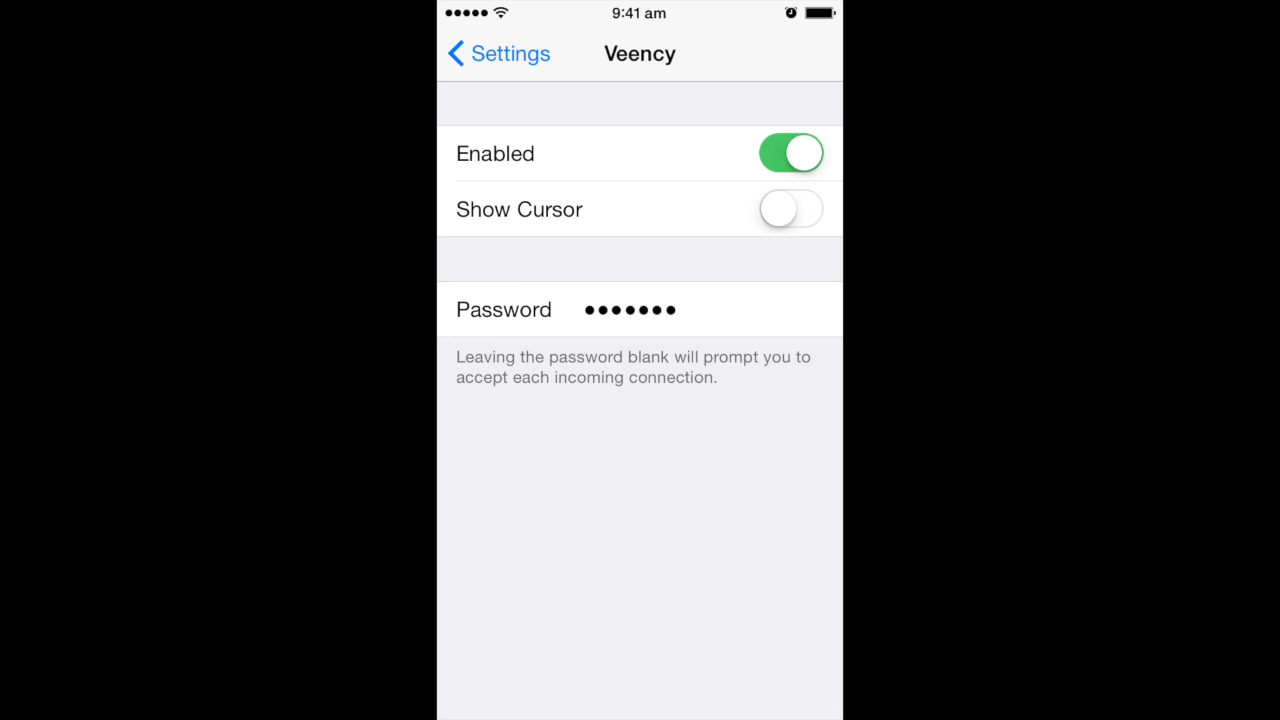 9:41 am
Settings
Veency
Enabled
Show Cursor
Password •••••••
Leaving the password blank will prompt you to
accept each incoming connection.